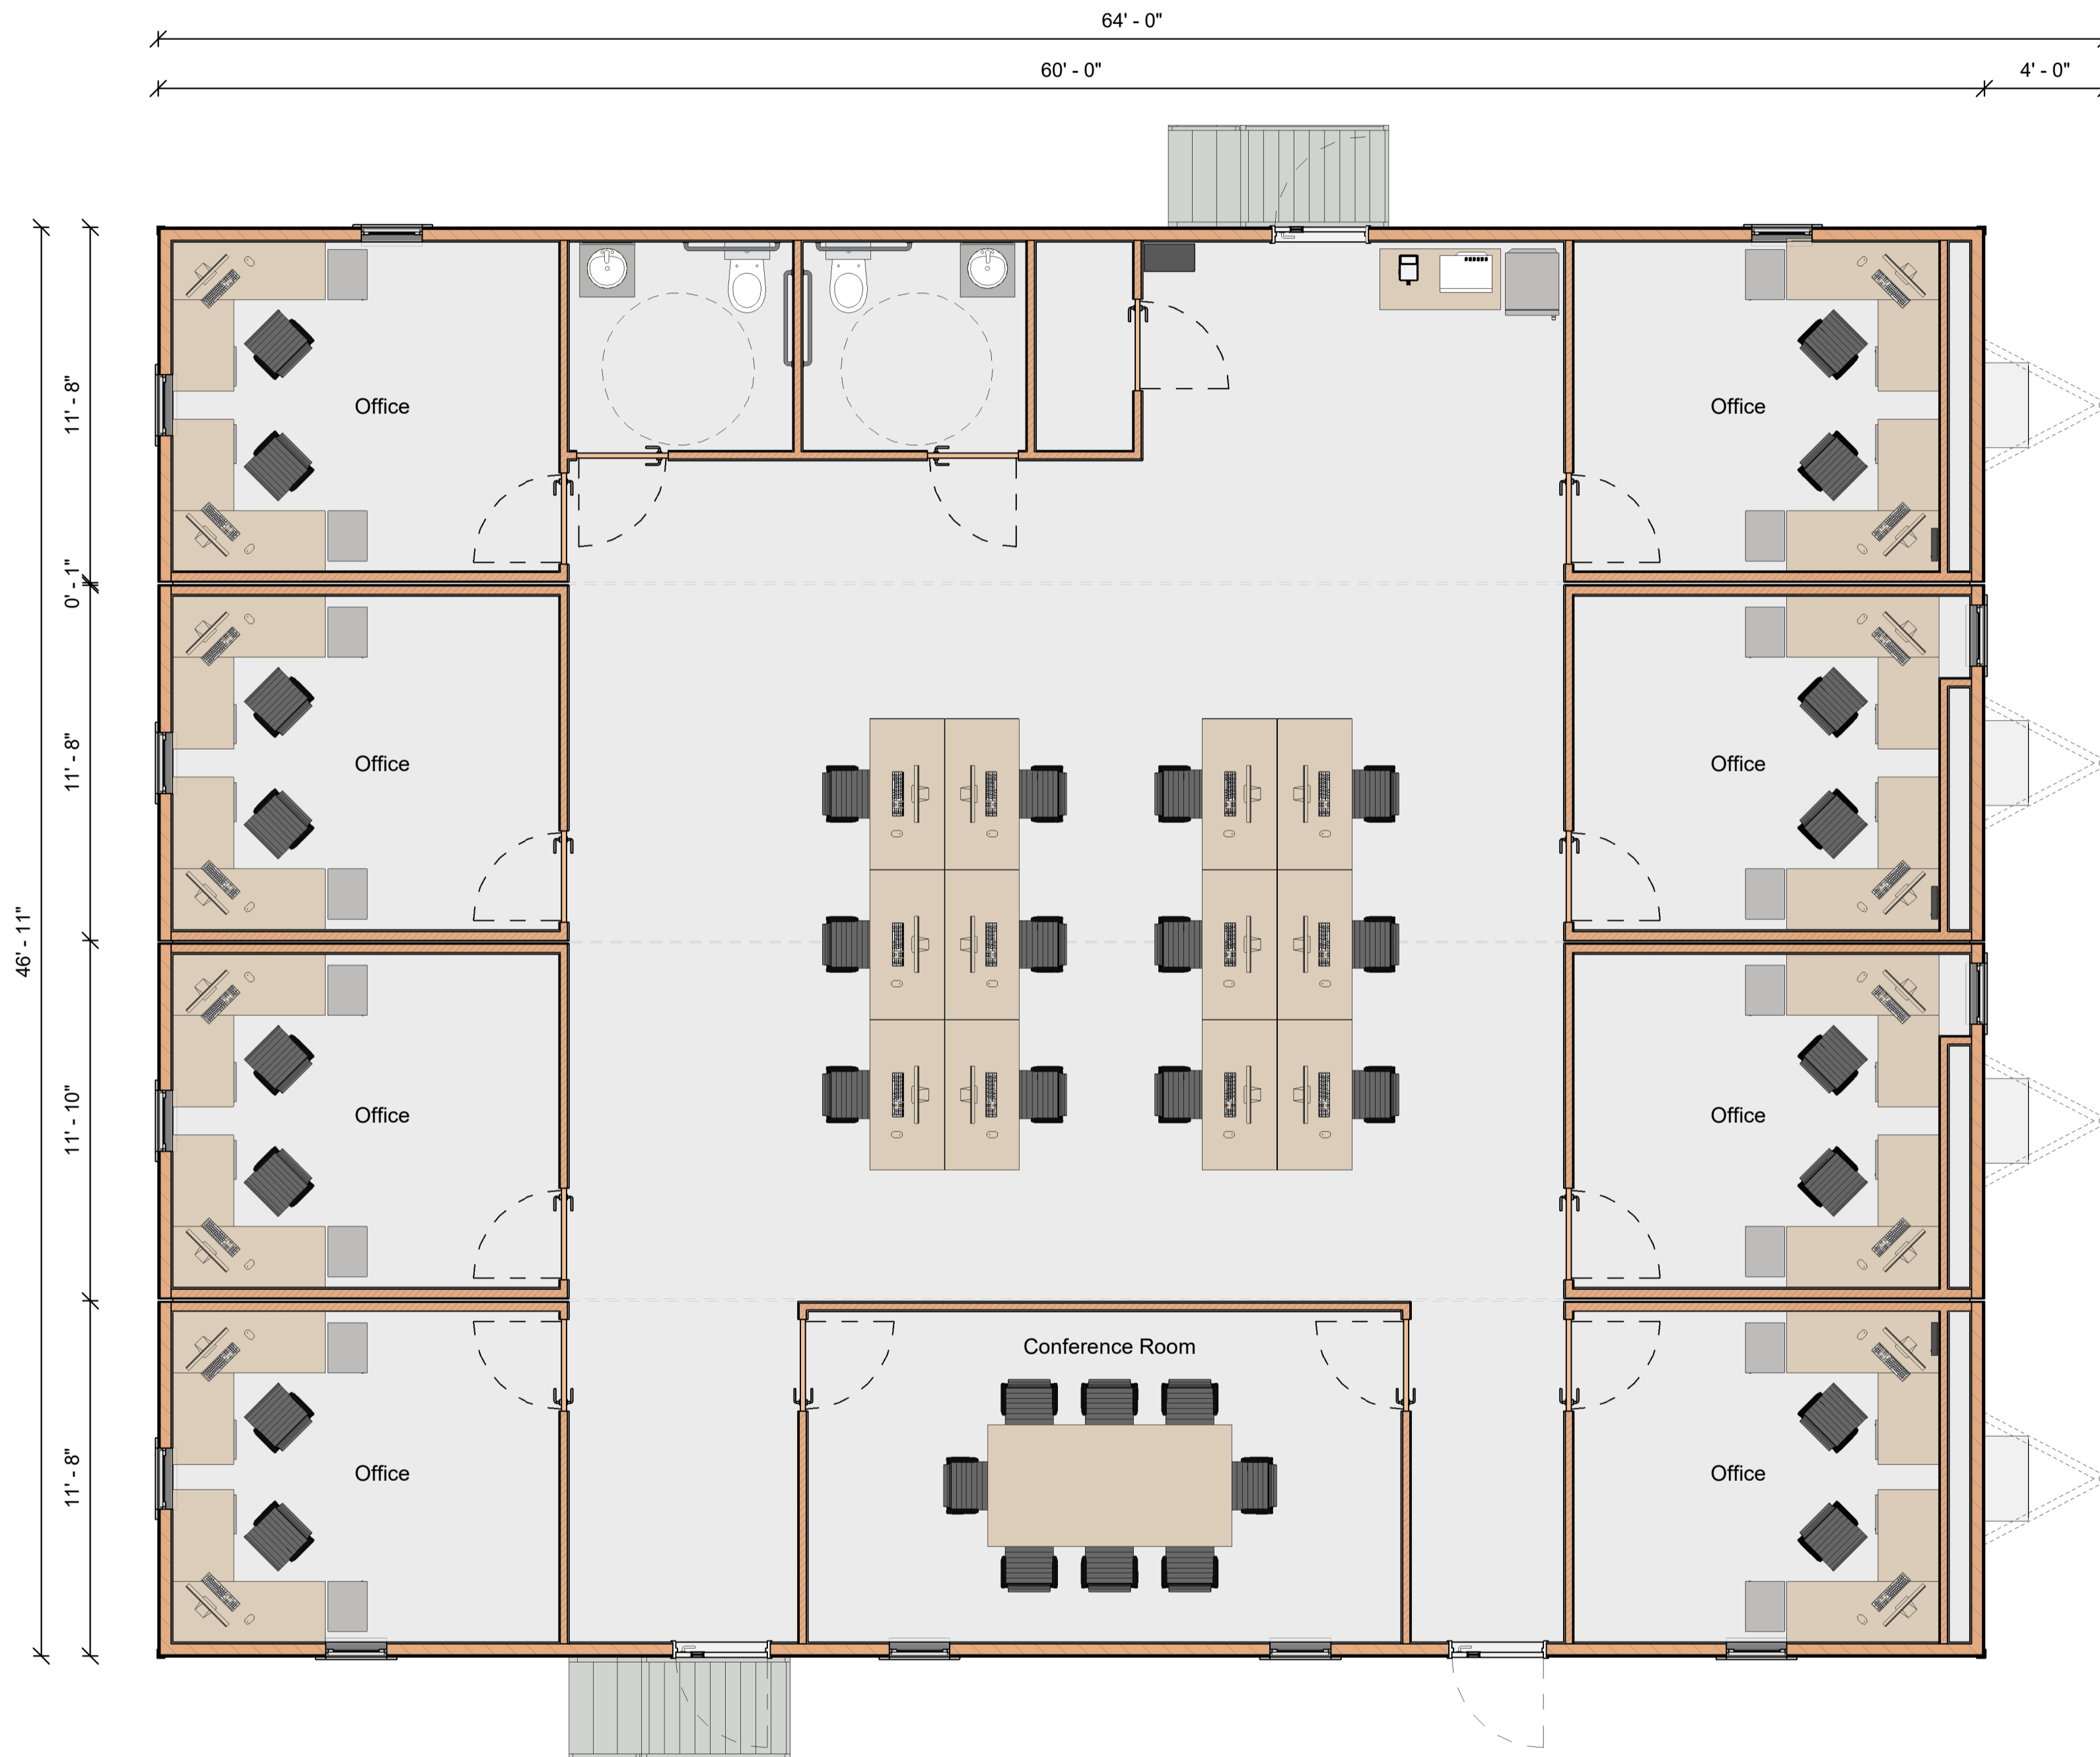 64' - 0"
60' - 0"
4' - 0"
11' - 8"
0' - 1"
11' - 8"
46' - 11"
11' - 10"
11' - 8"
Office
Office
Office
Office
Office
Office
Conference Room
Office
Office